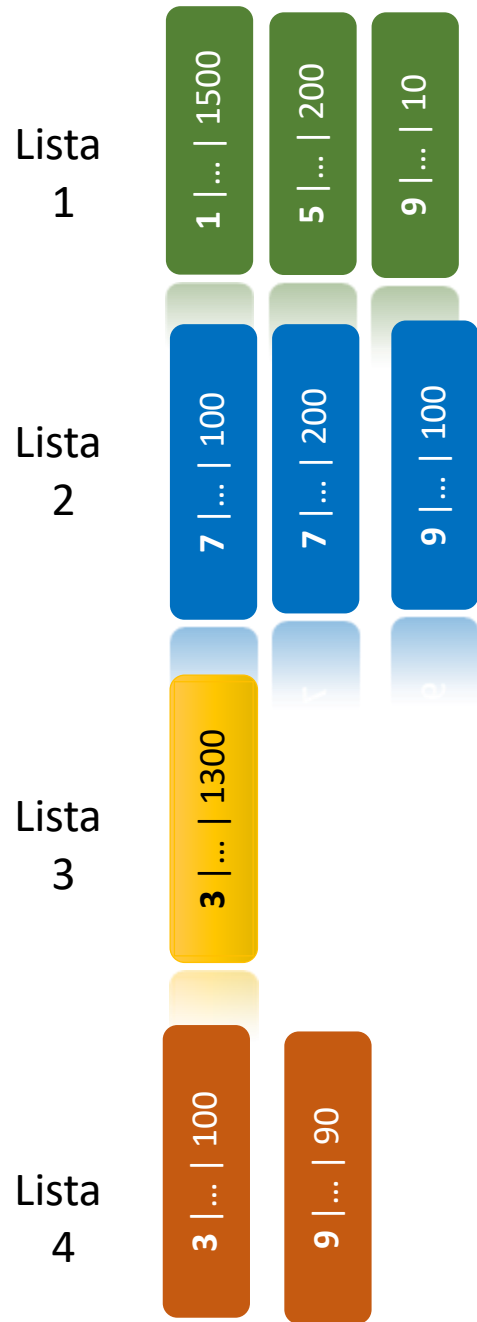 Lista
1
1 |... | 1500
5 |... | 200
9 |... | 10
Lista
2
7 |... | 100
7 |... | 200
9 |... | 100
Lista
3
3 |... | 1300
Lista
4
3 |... | 100
9 |... | 90